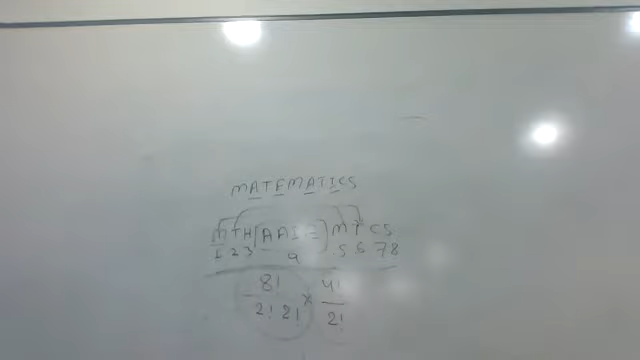 MATEMATICS
MTH(AAIE)MTCS
1 2 3 4 5 6 7 8
8! / 2! 2! × 4! / 2!